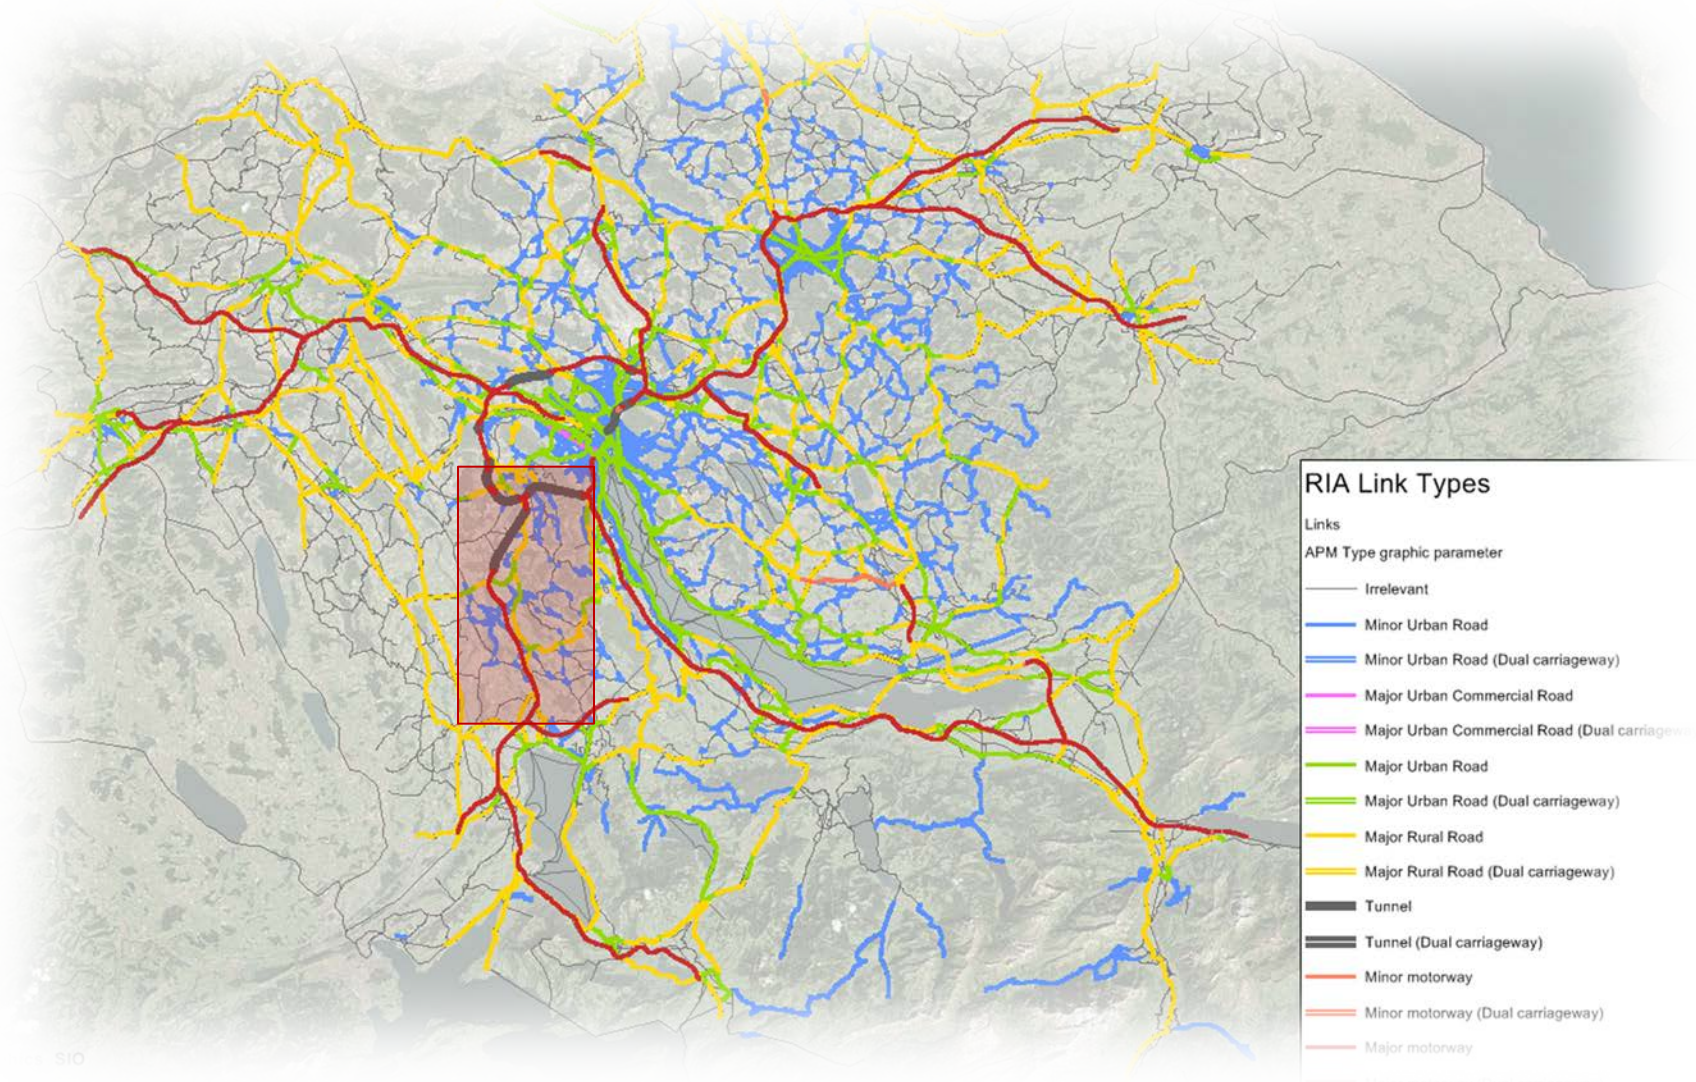 RIA Link Types
Links
APM Type graphic parameter
Irrelevant
Minor Urban Road
Minor Urban Road (Dual carriageway)
Major Urban Commercial Road
Major Urban Commercial Road (Dual carriageway
Major Urban Road
Major Urban Road (Dual carriageway)
Major Rural Road
Major Rural Road (Dual carriageway)
Tunnel
Tunnel (Dual carriageway)
Minor motorway
Minor motorway (Dual carriageway)
Major motorway
SIO